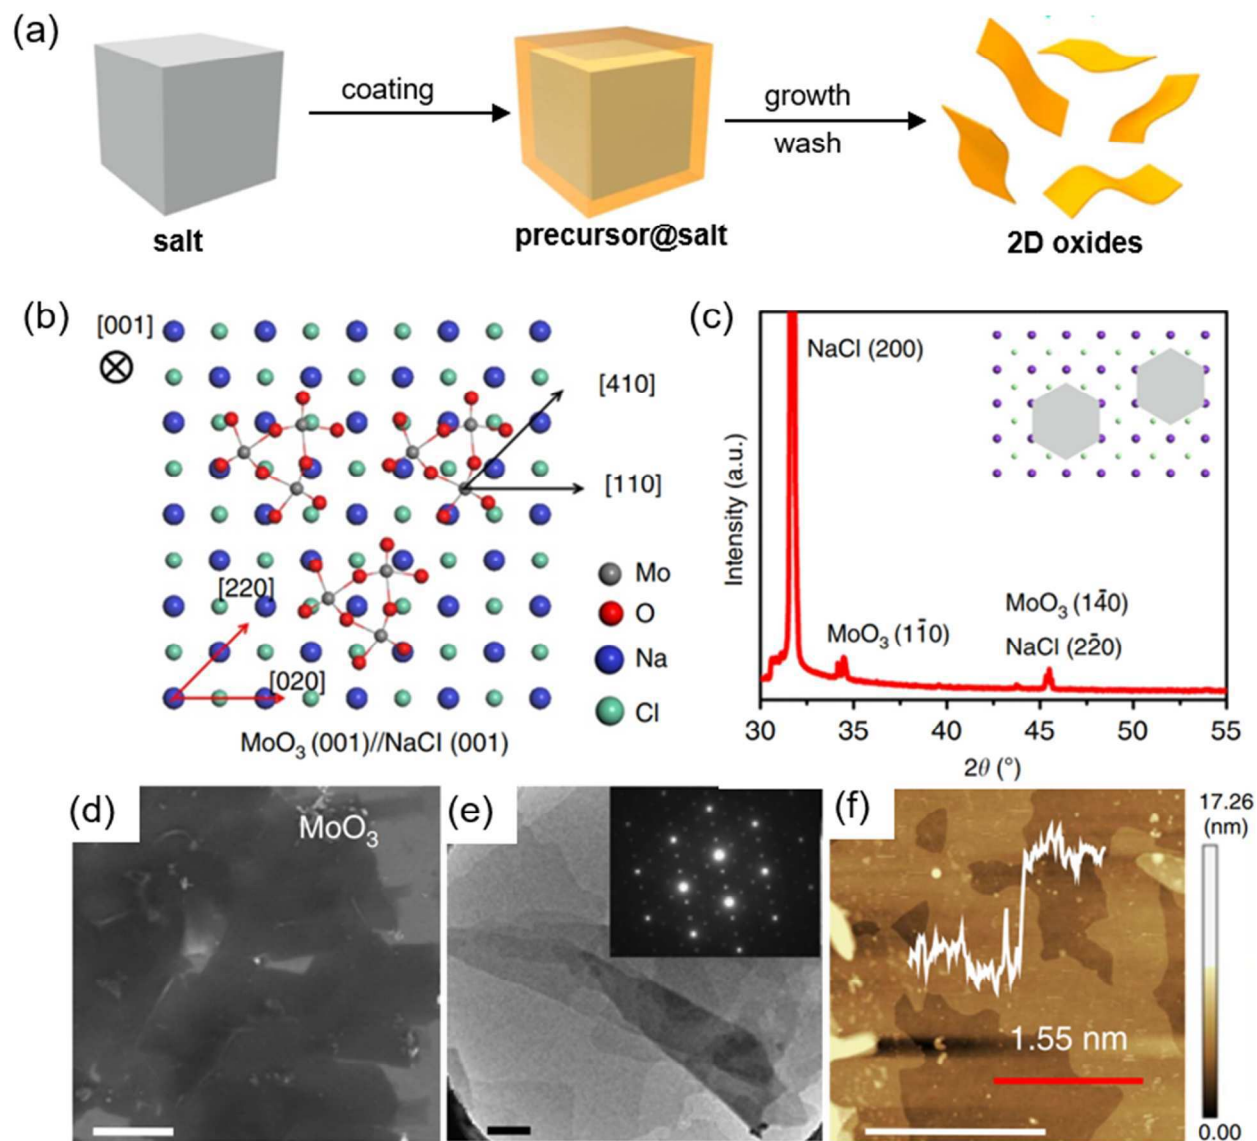 (a)
coating
growth
wash
salt
precursor@salt
2D oxides
(b)
[001]
[410]
[110]
[220]
[020]
Mo
O
Na
Cl
MoO₃ (001)//NaCl (001)
(c)
NaCl (200)
MoO₃ (11̄0)
MoO₃ (14̄0)
NaCl (22̄0)
Intensity (a.u.)
30 35 40 45 50 55
2θ (°)
(d)
MoO₃
(e)
(f)
1.55 nm
17.26
(nm)
0.00